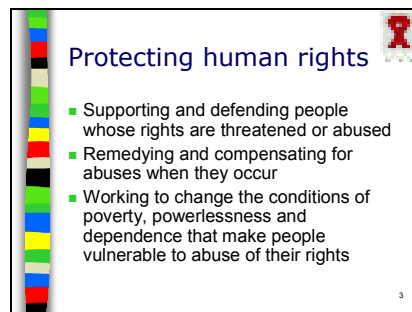 Protecting human rights
Supporting and defending people
whose rights are threatened or abused
Remedying and compensating for
abuses when they occur
Working to change the conditions of
poverty, powerlessness and
dependence that make people
vulnerable to abuse of their rights
3